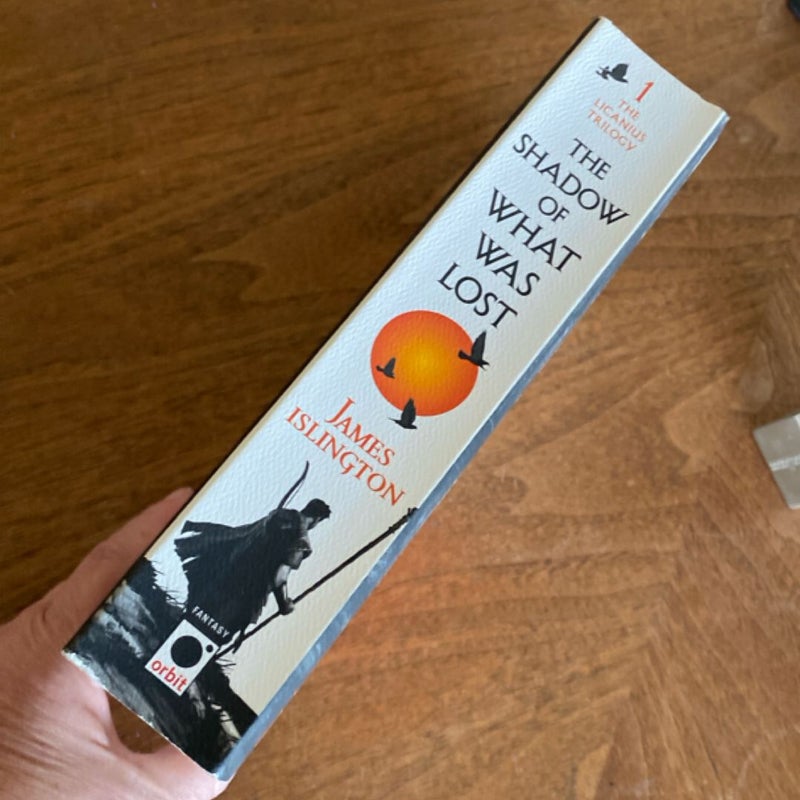 1
THE
LICANIUS
TRILOGY
THE
SHADOW
OF
WHAT
WAS
LOST
JAMES
ISLINGTON
FANTASY
orbit